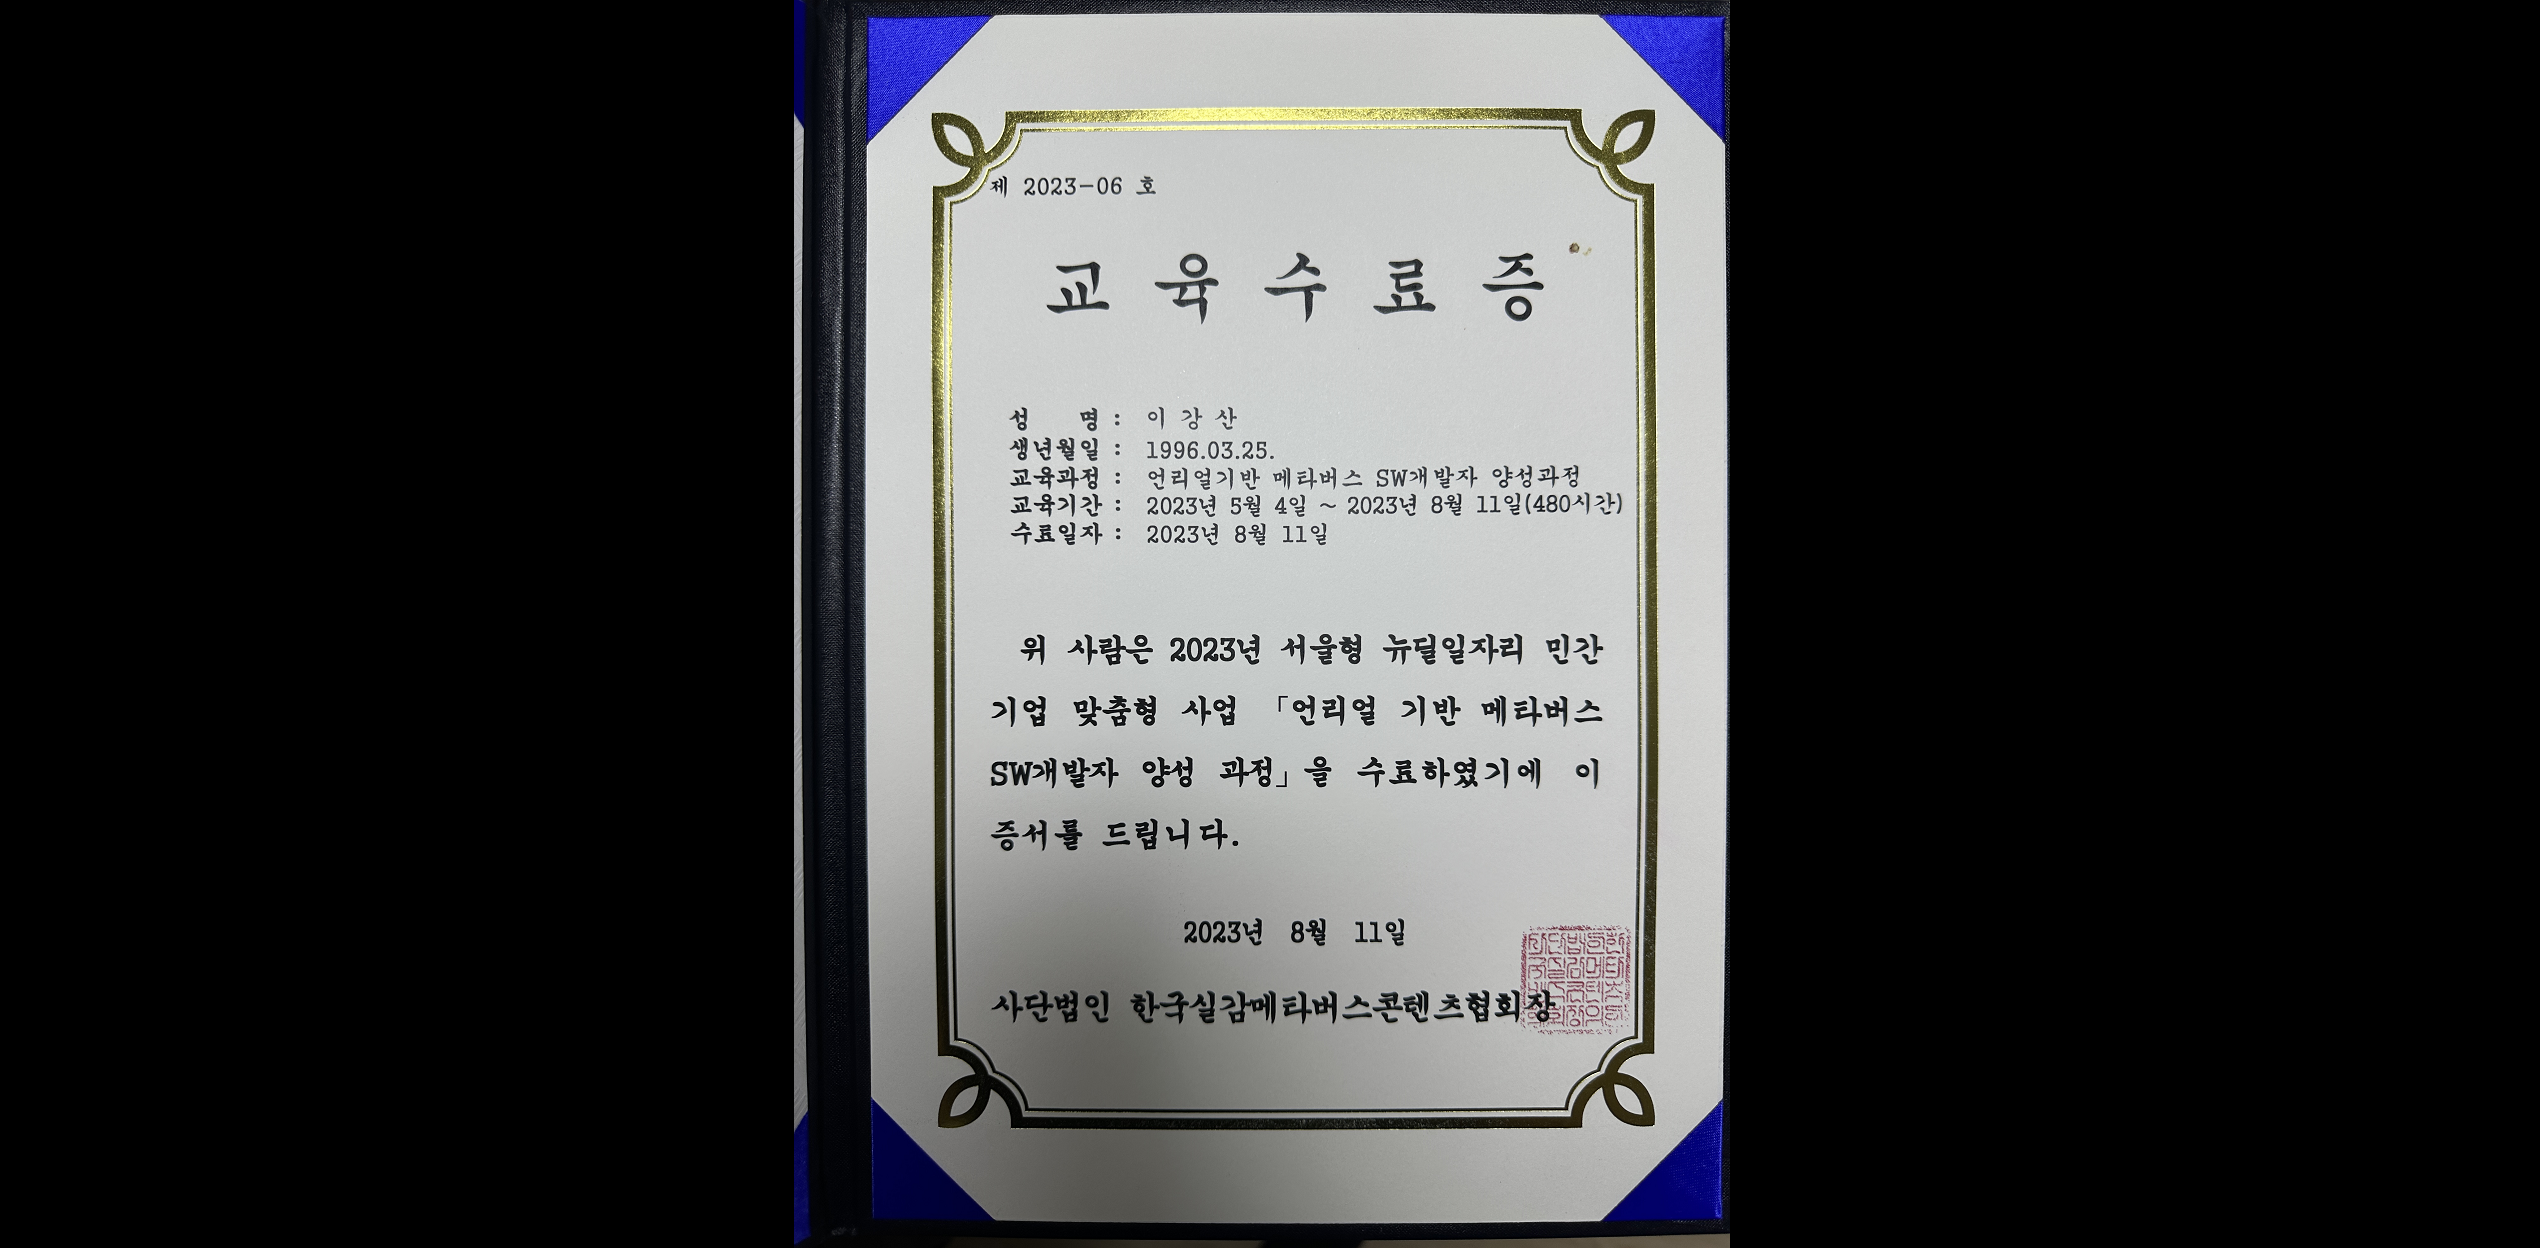 제 2023-06 호
교 육 수 료 증
성 명 : 이 강 산
생년월일 : 1996.03.25.
교육과정 : 언리얼기반 메타버스 SW개발자 양성과정
교육기간 : 2023년 5월 4일 ~ 2023년 8월 11일(480시간)
수료일자 : 2023년 8월 11일
위 사람은 2023년 서울형 뉴딜일자리 민간
기업 맞춤형 사업 「언리얼 기반 메타버스
SW개발자 양성 과정」을 수료하였기에 이
증서를 드립니다.
2023년 8월 11일
사단법인 한국실감메타버스콘텐츠협회장